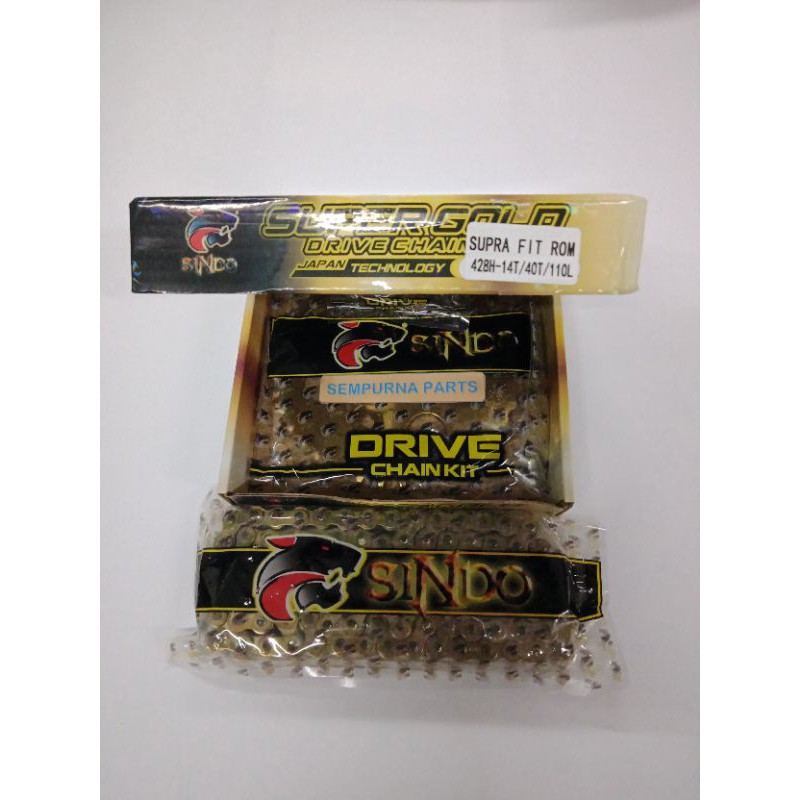 SUPER GOLD
DRIVE CHAIN
JAPAN TECHNOLOGY
SINDO
SUPRA FIT ROM
428H-14T/40T/110L
DRIVE
SINDO
SEMPURNA PARTS
DRIVE
CHAIN KIT
SINDO